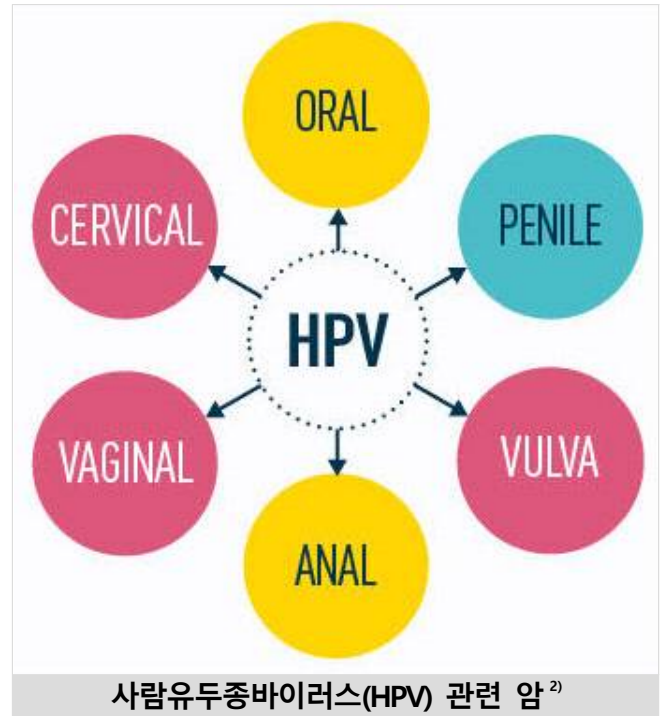 ORAL
CERVICAL
PENILE
HPV
VAGINAL
VULVA
ANAL
사람유두종바이러스(HPV) 관련 암 2)